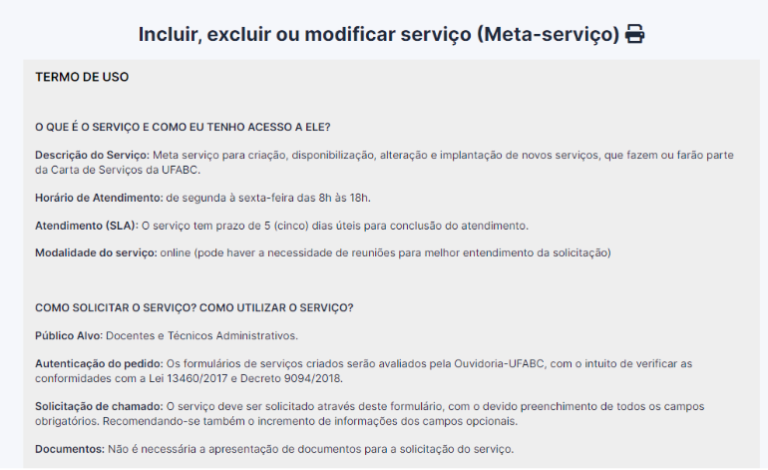 Incluir, excluir ou modificar serviço (Meta-serviço)
TERMO DE USO
O QUE É O SERVIÇO E COMO EU TENHO ACESSO A ELE?
Descrição do Serviço: Meta serviço para criação, disponibilização, alteração e implantação de novos serviços, que fazem ou farão parte
da Carta de Serviços da UFABC.
Horário de Atendimento: de segunda à sexta-feira das 8h às 18h.
Atendimento (SLA): O serviço tem prazo de 5 (cinco) dias úteis para conclusão do atendimento.
Modalidade do serviço: online (pode haver a necessidade de reuniões para melhor entendimento da solicitação)
COMO SOLICITAR O SERVIÇO? COMO UTILIZAR O SERVIÇO?
Público Alvo: Docentes e Técnicos Administrativos.
Autenticação do pedido: Os formulários de serviços criados serão avaliados pela Ouvidoria-UFABC, com o intuito de verificar as
conformidades com a Lei 13460/2017 e Decreto 9094/2018.
Solicitação de chamado: O serviço deve ser solicitado através deste formulário, com o devido preenchimento de todos os campos
obrigatórios. Recomendando-se também o incremento de informações dos campos opcionais.
Documentos: Não é necessária a apresentação de documentos para a solicitação do serviço.